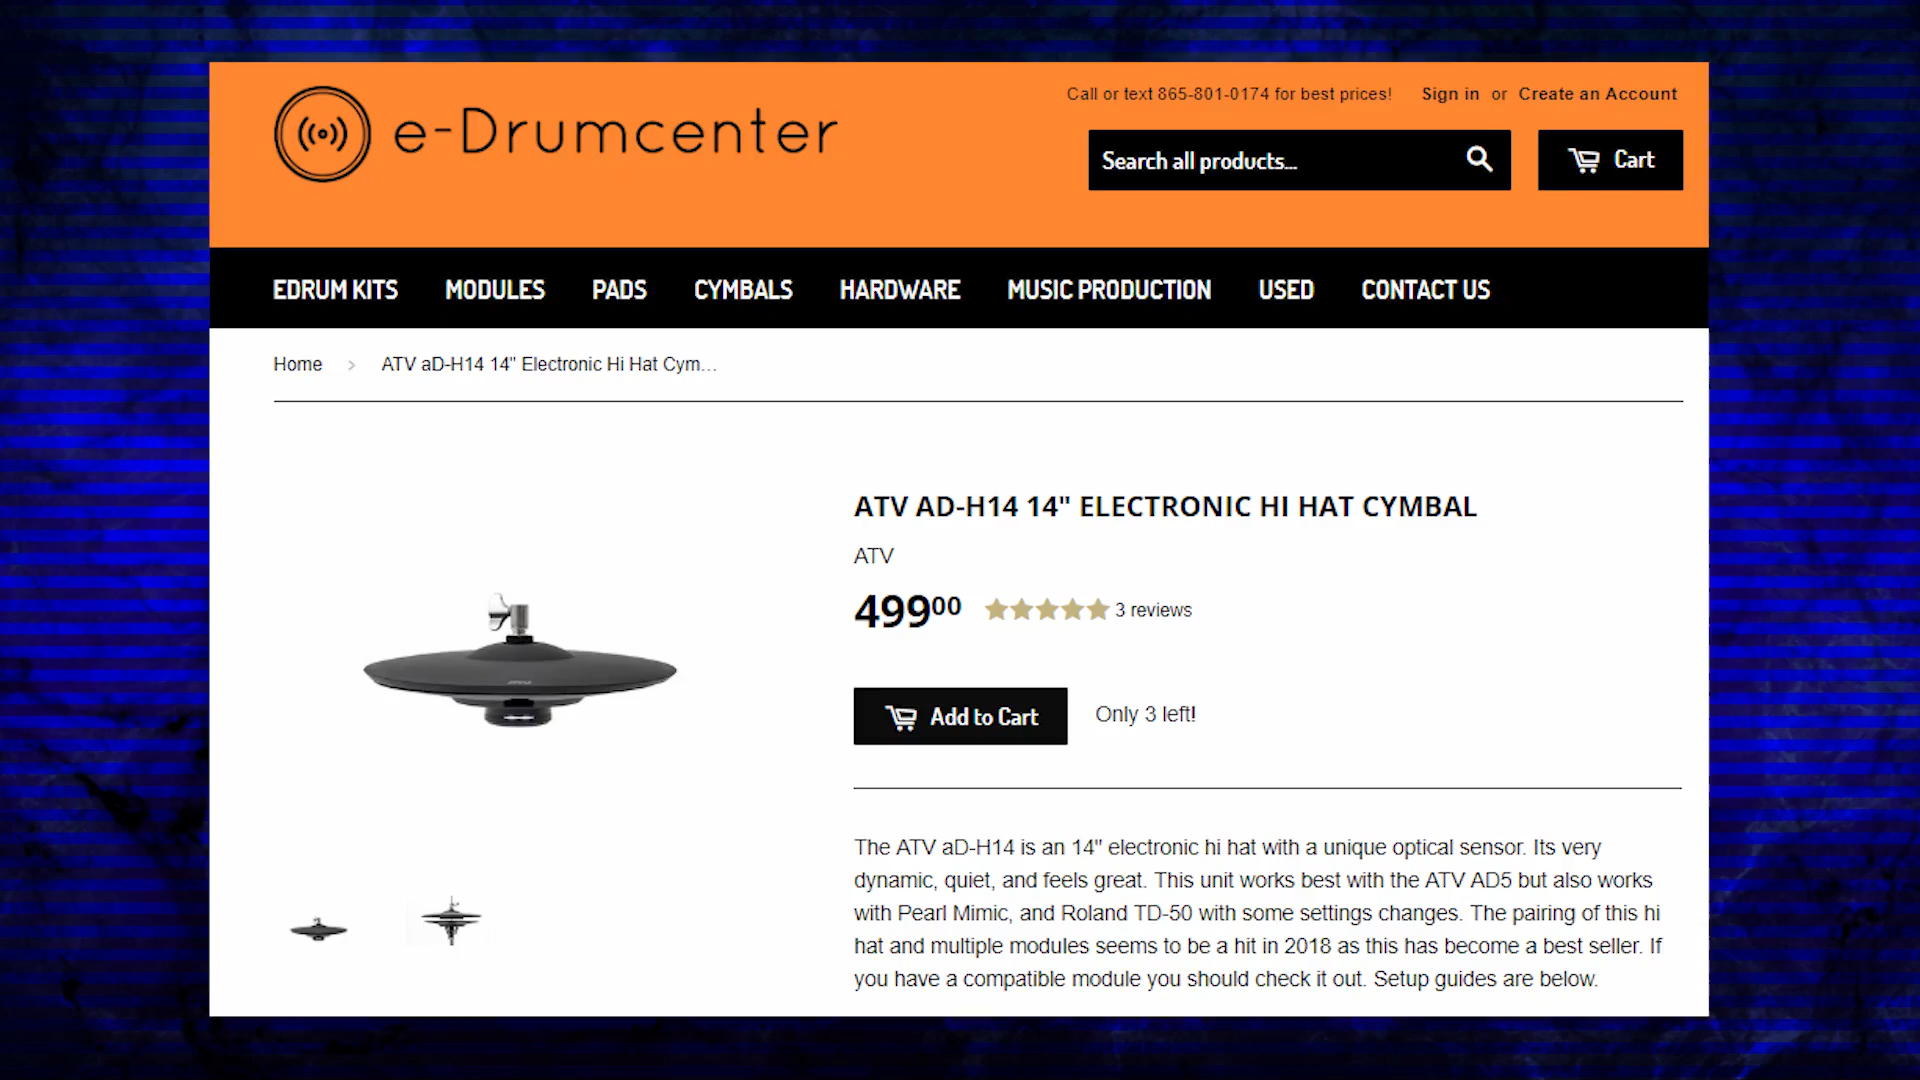 e-Drumcenter
Call or text 865-801-0174 for best prices! Sign in or Create an Account
Search all products... Cart
EDRUM KITS MODULES PADS CYMBALS HARDWARE MUSIC PRODUCTION USED CONTACT US
Home › ATV aD-H14 14" Electronic Hi Hat Cym...
ATV AD-H14 14" ELECTRONIC HI HAT CYMBAL
ATV
499⁰⁰ 3 reviews
Add to Cart Only 3 left!
The ATV aD-H14 is an 14" electronic hi hat with a unique optical sensor. Its very
dynamic, quiet, and feels great. This unit works best with the ATV AD5 but also works
with Pearl Mimic, and Roland TD-50 with some settings changes. The pairing of this hi
hat and multiple modules seems to be a hit in 2018 as this has become a best seller. If
you have a compatible module you should check it out. Setup guides are below.